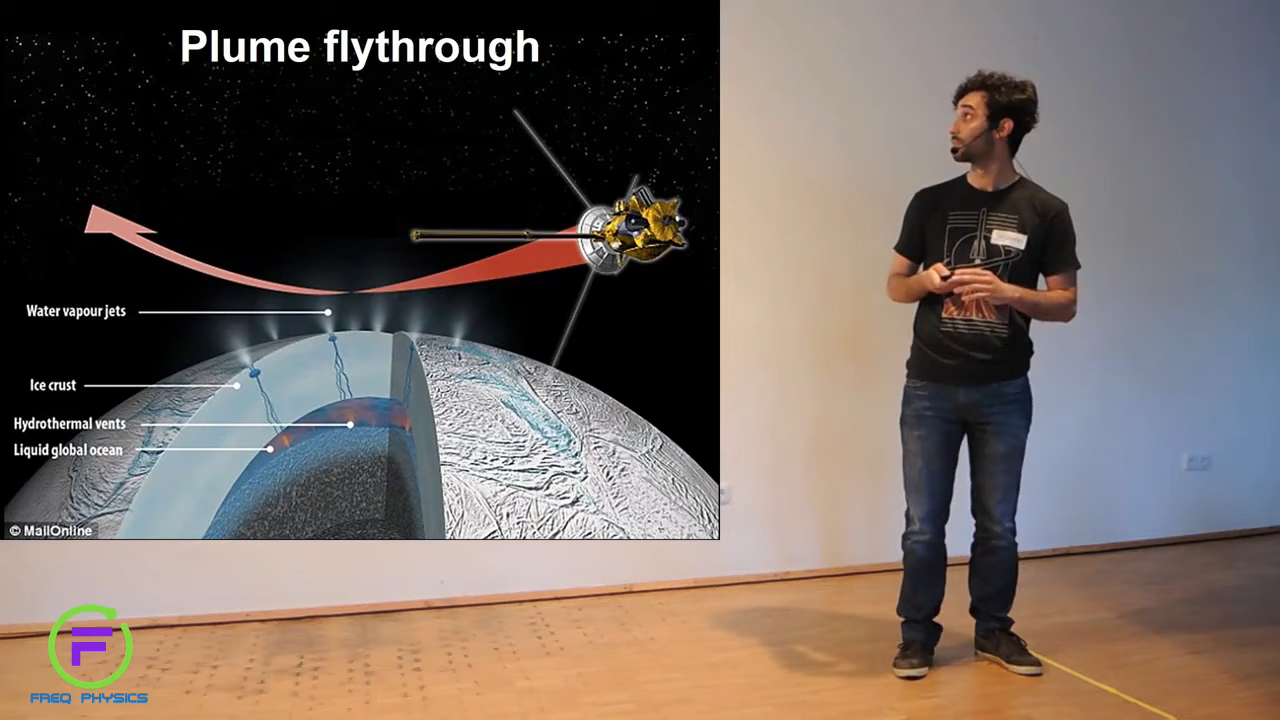 Plume flythrough
Water vapour jets
Ice crust
Hydrothermal vents
Liquid global ocean
© MailOnline
F
FREQ PHYSICS